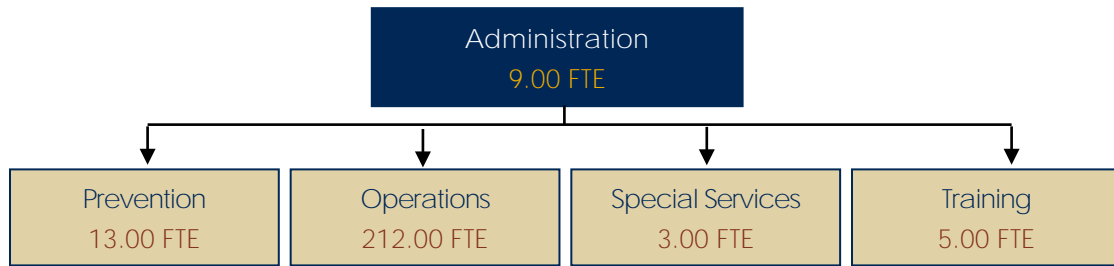 Administration
9.00 FTE
Prevention
13.00 FTE
Operations
212.00 FTE
Special Services
3.00 FTE
Training
5.00 FTE